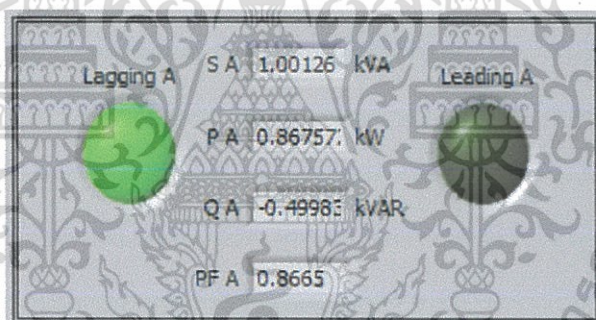 Lagging A
S A 1.00126 kVA
Leading A
P A 0.86757 kW
Q A -0.4998 kVAR
PF A 0.8665